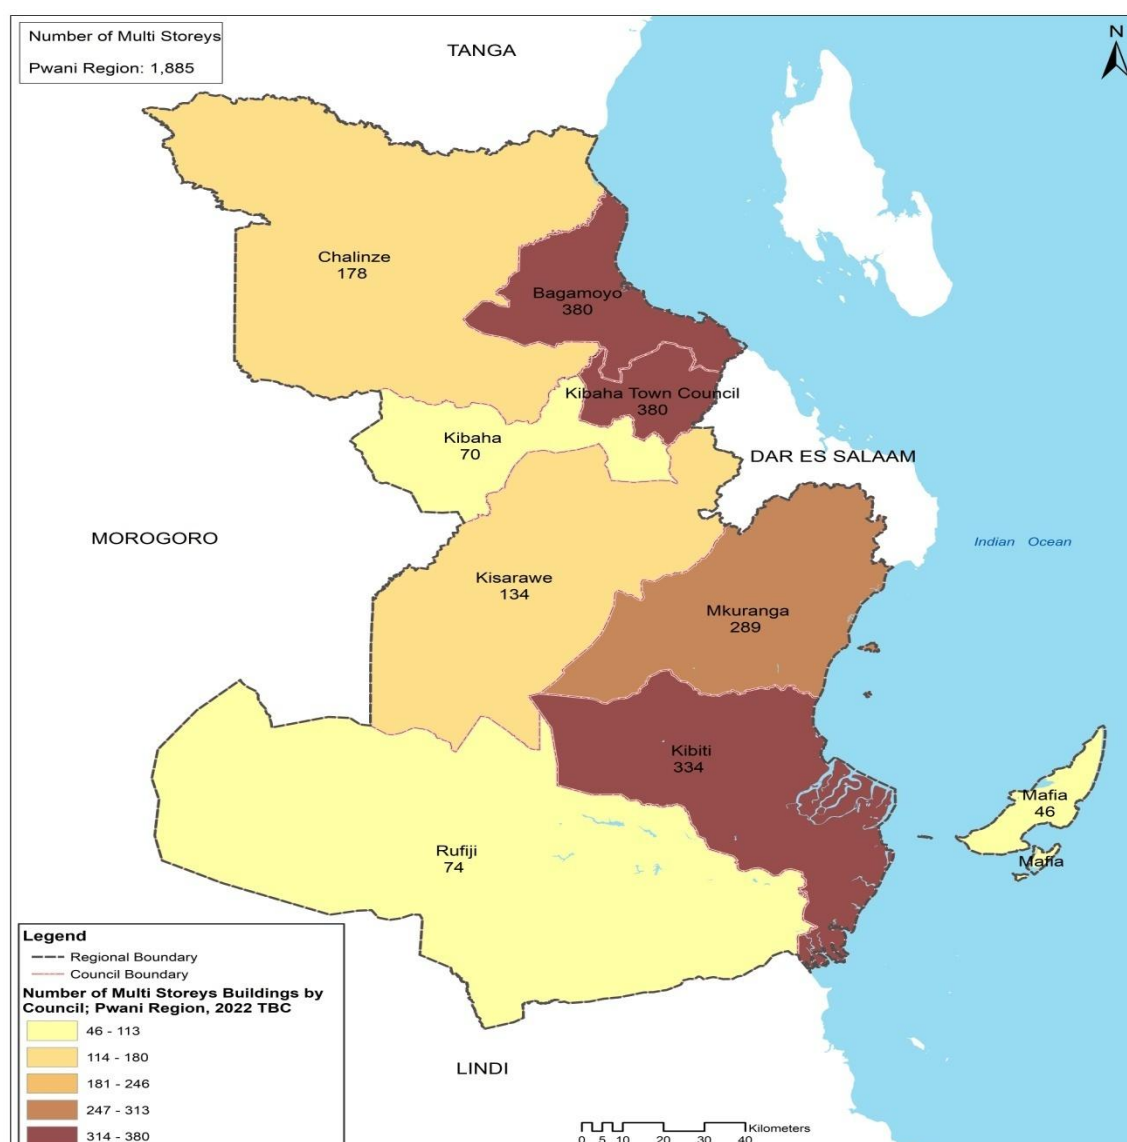 Number of Multi Storeys
Pwani Region: 1,885
TANGA
N
Chalinze
178
Bagamoyo
380
Kibaha Town Council
380
Kibaha
70
DAR ES SALAAM
MOROGORO
Indian Ocean
Kisarawe
134
Mkuranga
289
Kibiti
334
Mafia
46
Mafia
Rufiji
74
Legend
Regional Boundary
Council Boundary
Number of Multi Storeys Buildings by
Council; Pwani Region, 2022 TBC
46 - 113
114 - 180
181 - 246
247 - 313
314 - 380
LINDI
Kilometers
0 5 10 20 30 40